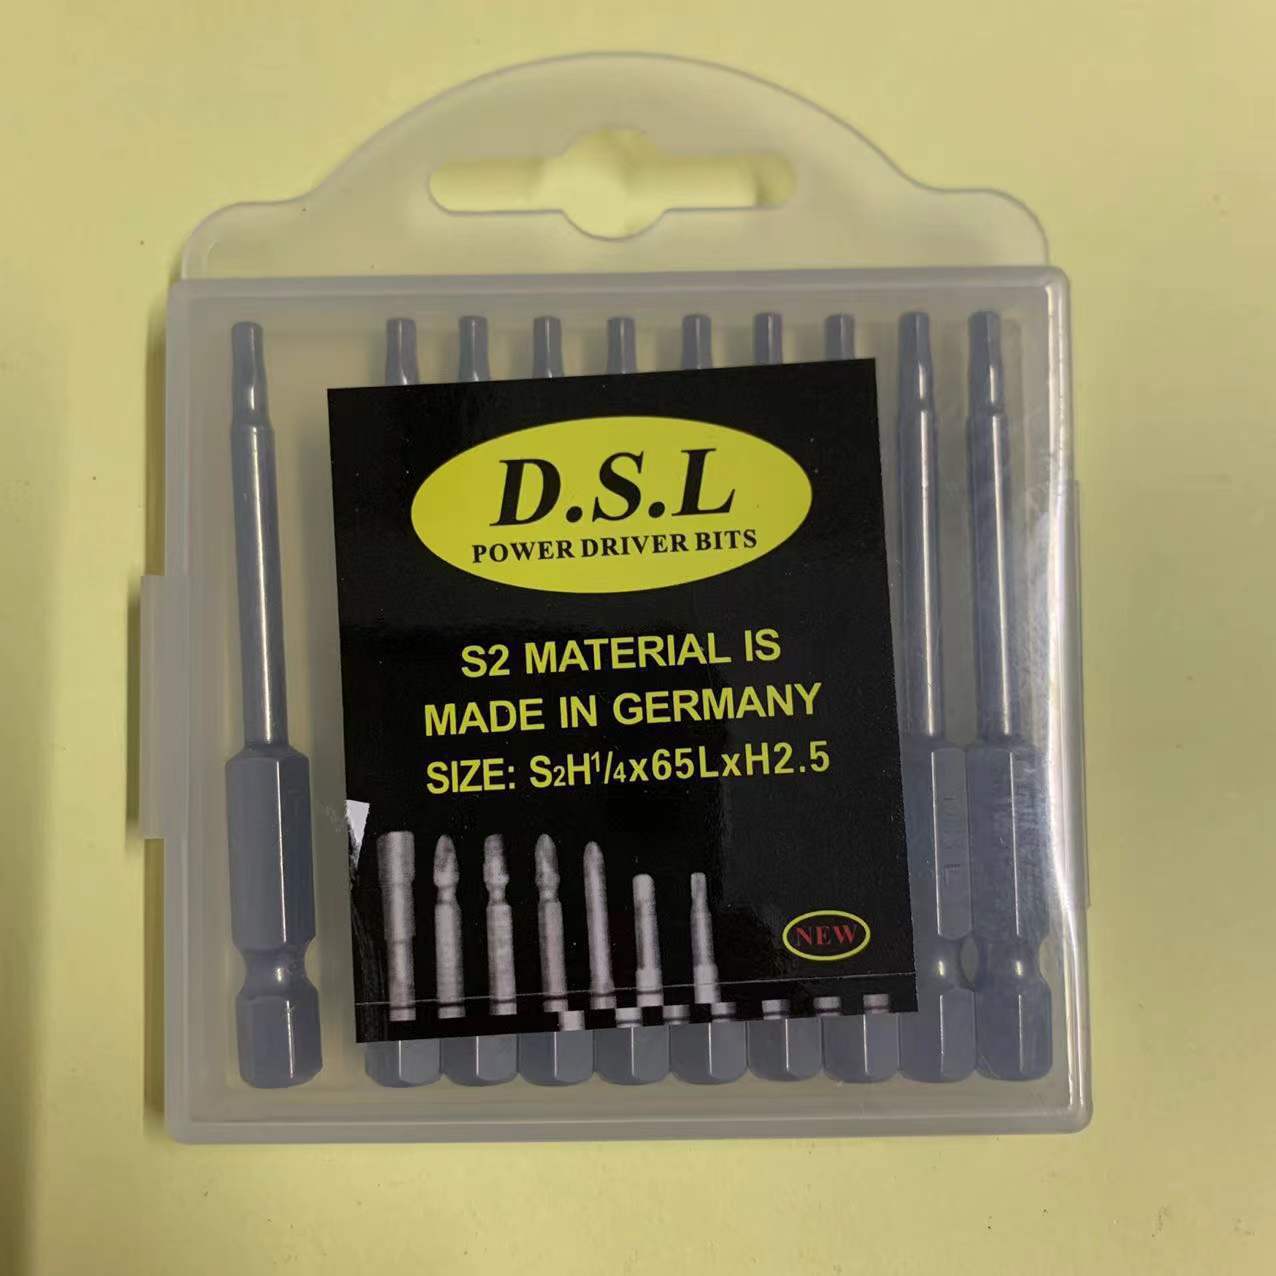 D.S.L
POWER DRIVER BITS
S2 MATERIAL IS
MADE IN GERMANY
SIZE: S2H1/4x65LxH2.5
NEW